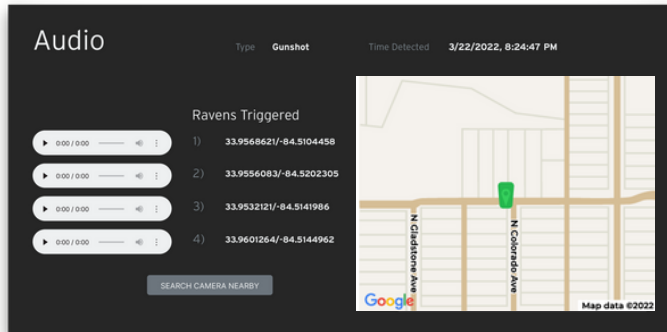 Audio
Type Gunshot
Time Detected 3/22/2022, 8:24:47 PM
Ravens Triggered
0:00 / 0:00
1) 33.9568621/-84.5104458
0:00 / 0:00
2) 33.9556083/-84.5202305
0:00 / 0:00
3) 33.9532121/-84.5141986
0:00 / 0:00
4) 33.9601264/-84.5144962
SEARCH CAMERA NEARBY
N Gladstone Ave
N Colorado Ave
Google
Map data ©2022